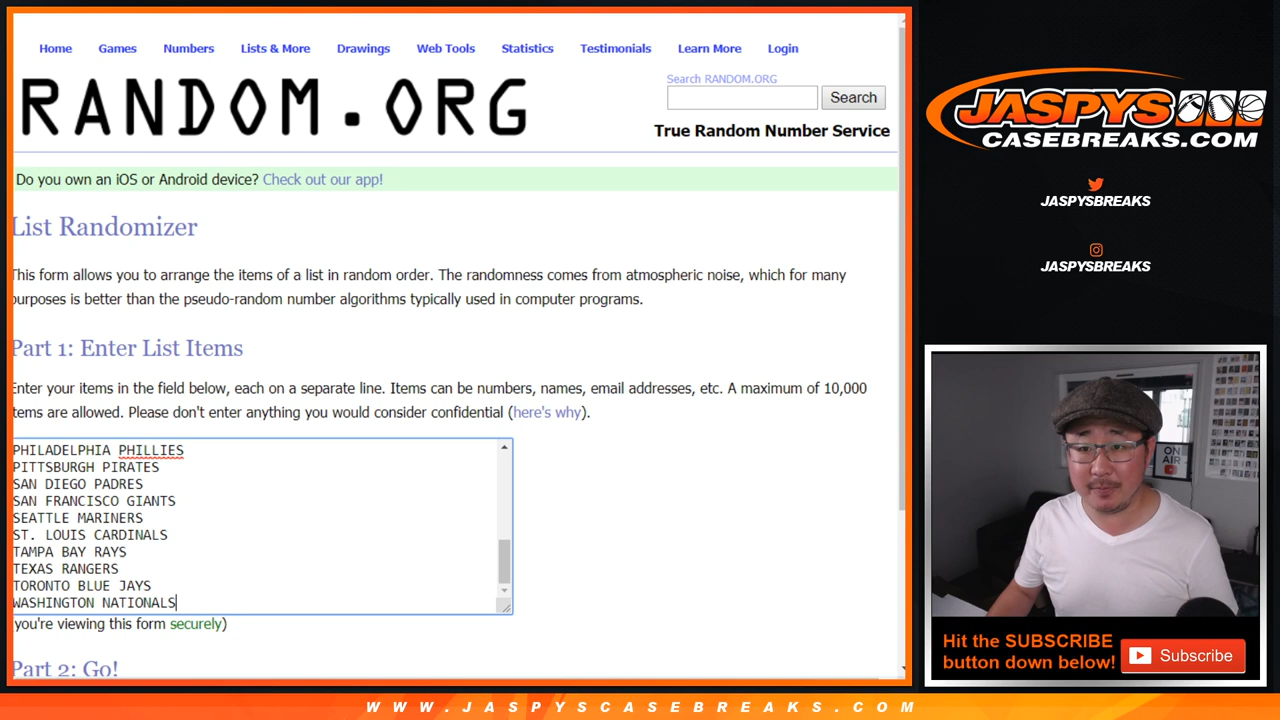 Home Games Numbers Lists & More Drawings Web Tools Statistics Testimonials Learn More Login
RANDOM.ORG
Search RANDOM.ORG
Search
True Random Number Service
Do you own an iOS or Android device? Check out our app!
List Randomizer
This form allows you to arrange the items of a list in random order. The randomness comes from atmospheric noise, which for many
purposes is better than the pseudo-random number algorithms typically used in computer programs.
Part 1: Enter List Items
Enter your items in the field below, each on a separate line. Items can be numbers, names, email addresses, etc. A maximum of 10,000
items are allowed. Please don't enter anything you would consider confidential (here's why).
PHILADELPHIA PHILLIES
PITTSBURGH PIRATES
SAN DIEGO PADRES
SAN FRANCISCO GIANTS
SEATTLE MARINERS
ST. LOUIS CARDINALS
TAMPA BAY RAYS
TEXAS RANGERS
TORONTO BLUE JAYS
WASHINGTON NATIONALS
you're viewing this form securely)
Part 2: Go!
JASPYS
CASEBREAKS.COM
JASPYSBREAKS
JASPYSBREAKS
ON
AIR
Hit the SUBSCRIBE
button down below!
Subscribe
WWW.JASPYSCASEBREAKS.COM